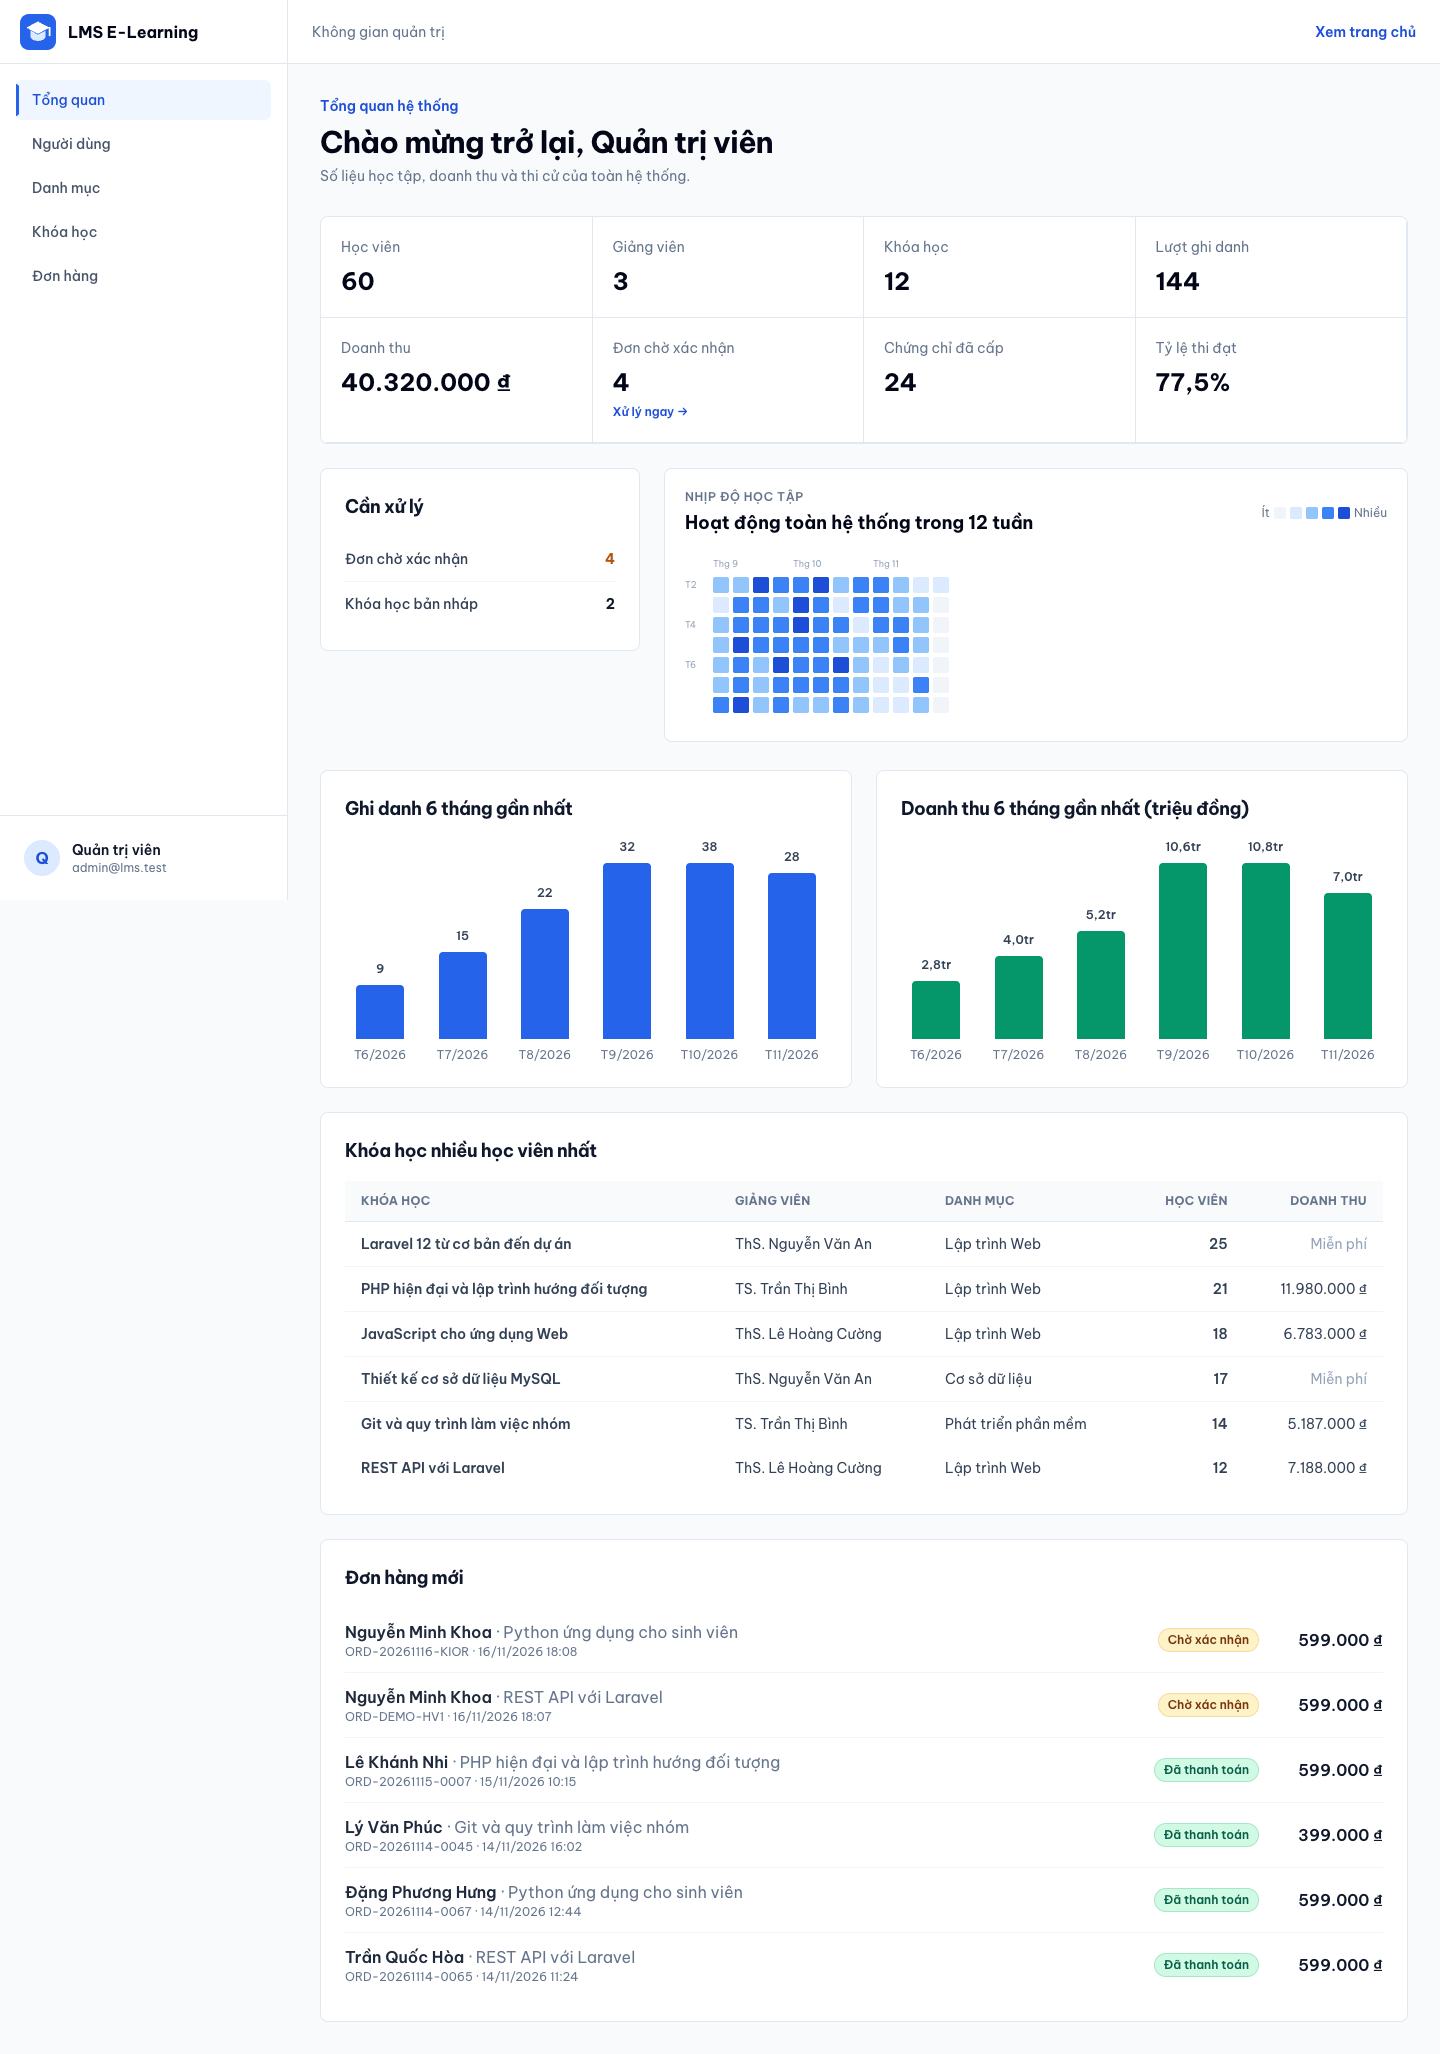 LMS E-Learning
Không gian quản trị
Xem trang chủ
Tổng quan
Người dùng
Danh mục
Khóa học
Đơn hàng
Q
Quản trị viên
admin@lms.test
Tổng quan hệ thống
Chào mừng trở lại, Quản trị viên
Số liệu học tập, doanh thu và thi cử của toàn hệ thống.
Học viên
60
Giảng viên
3
Khóa học
12
Lượt ghi danh
144
Doanh thu
40.320.000 ₫
Đơn chờ xác nhận
4
Xử lý ngay →
Chứng chỉ đã cấp
24
Tỷ lệ thi đạt
77,5%
Cần xử lý
Đơn chờ xác nhận 4
Khóa học bản nháp 2
NHỊP ĐỘ HỌC TẬP
Hoạt động toàn hệ thống trong 12 tuần
Ít Nhiều
Thg 9 Thg 10 Thg 11
T2
T4
T6
Ghi danh 6 tháng gần nhất
9 15 22 32 38 28
T6/2026 T7/2026 T8/2026 T9/2026 T10/2026 T11/2026
Doanh thu 6 tháng gần nhất (triệu đồng)
2,8tr 4,0tr 5,2tr 10,6tr 10,8tr 7,0tr
T6/2026 T7/2026 T8/2026 T9/2026 T10/2026 T11/2026
Khóa học nhiều học viên nhất
KHÓA HỌC GIẢNG VIÊN DANH MỤC HỌC VIÊN DOANH THU
Laravel 12 từ cơ bản đến dự án ThS. Nguyễn Văn An Lập trình Web 25 Miễn phí
PHP hiện đại và lập trình hướng đối tượng TS. Trần Thị Bình Lập trình Web 21 11.980.000 ₫
JavaScript cho ứng dụng Web ThS. Lê Hoàng Cường Lập trình Web 18 6.783.000 ₫
Thiết kế cơ sở dữ liệu MySQL ThS. Nguyễn Văn An Cơ sở dữ liệu 17 Miễn phí
Git và quy trình làm việc nhóm TS. Trần Thị Bình Phát triển phần mềm 14 5.187.000 ₫
REST API với Laravel ThS. Lê Hoàng Cường Lập trình Web 12 7.188.000 ₫
Đơn hàng mới
Nguyễn Minh Khoa · Python ứng dụng cho sinh viên Chờ xác nhận 599.000 ₫
ORD-20261116-KIOR · 16/11/2026 18:08
Nguyễn Minh Khoa · REST API với Laravel Chờ xác nhận 599.000 ₫
ORD-DEMO-HV1 · 16/11/2026 18:07
Lê Khánh Nhi · PHP hiện đại và lập trình hướng đối tượng Đã thanh toán 599.000 ₫
ORD-20261115-0007 · 15/11/2026 10:15
Lý Văn Phúc · Git và quy trình làm việc nhóm Đã thanh toán 399.000 ₫
ORD-20261114-0045 · 14/11/2026 16:02
Đặng Phương Hưng · Python ứng dụng cho sinh viên Đã thanh toán 599.000 ₫
ORD-20261114-0067 · 14/11/2026 12:44
Trần Quốc Hòa · REST API với Laravel Đã thanh toán 599.000 ₫
ORD-20261114-0065 · 14/11/2026 11:24